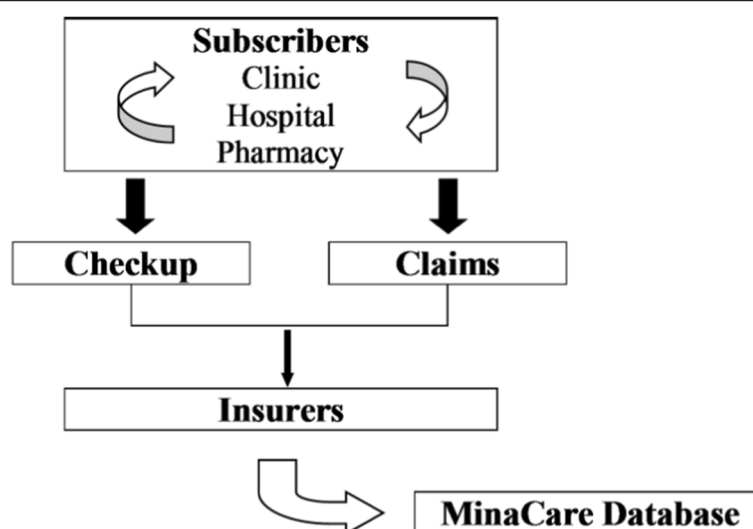 Subscribers
Clinic
Hospital
Pharmacy
Checkup
Claims
Insurers
MinaCare Database